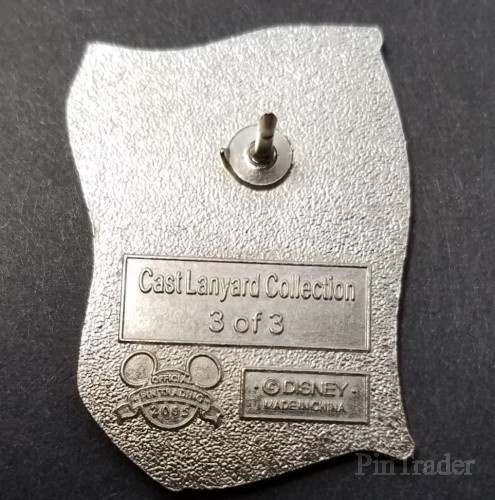 Cast Lanyard Collection
3 of 3
OFFICIAL
PIN TRADING
2005
© DISNEY
MADE IN CHINA
PinTrader